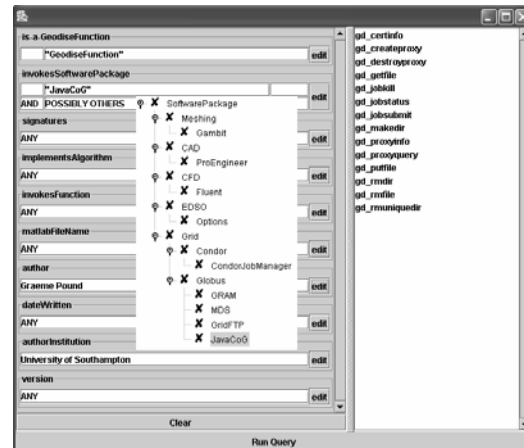 is-a-GeodiseFunction
"GeodiseFunction"
edit
invokesSoftwarePackage
"JavaCoG"
AND POSSIBLY OTHERS
edit
SoftwarePackage
Meshing
Gambit
CAD
ProEngineer
CFD
Fluent
EDSO
Options
Grid
Condor
CondorJobManager
Globus
GRAM
MDS
GridFTP
JavaCoG
signatures
ANY
edit
implementsAlgorithm
ANY
edit
invokesFunction
ANY
edit
matlabFileName
ANY
edit
author
Graeme Pound
edit
dateWritten
ANY
edit
authorInstitution
University of Southampton
edit
version
ANY
edit
Clear
gd_certinfo
gd_createproxy
gd_destroyproxy
gd_getfile
gd_jobkill
gd_jobstatus
gd_jobsubmit
gd_makedir
gd_proxyinfo
gd_proxyquery
gd_putfile
gd_rmdir
gd_rmfile
gd_rmuniquedir
Run Query